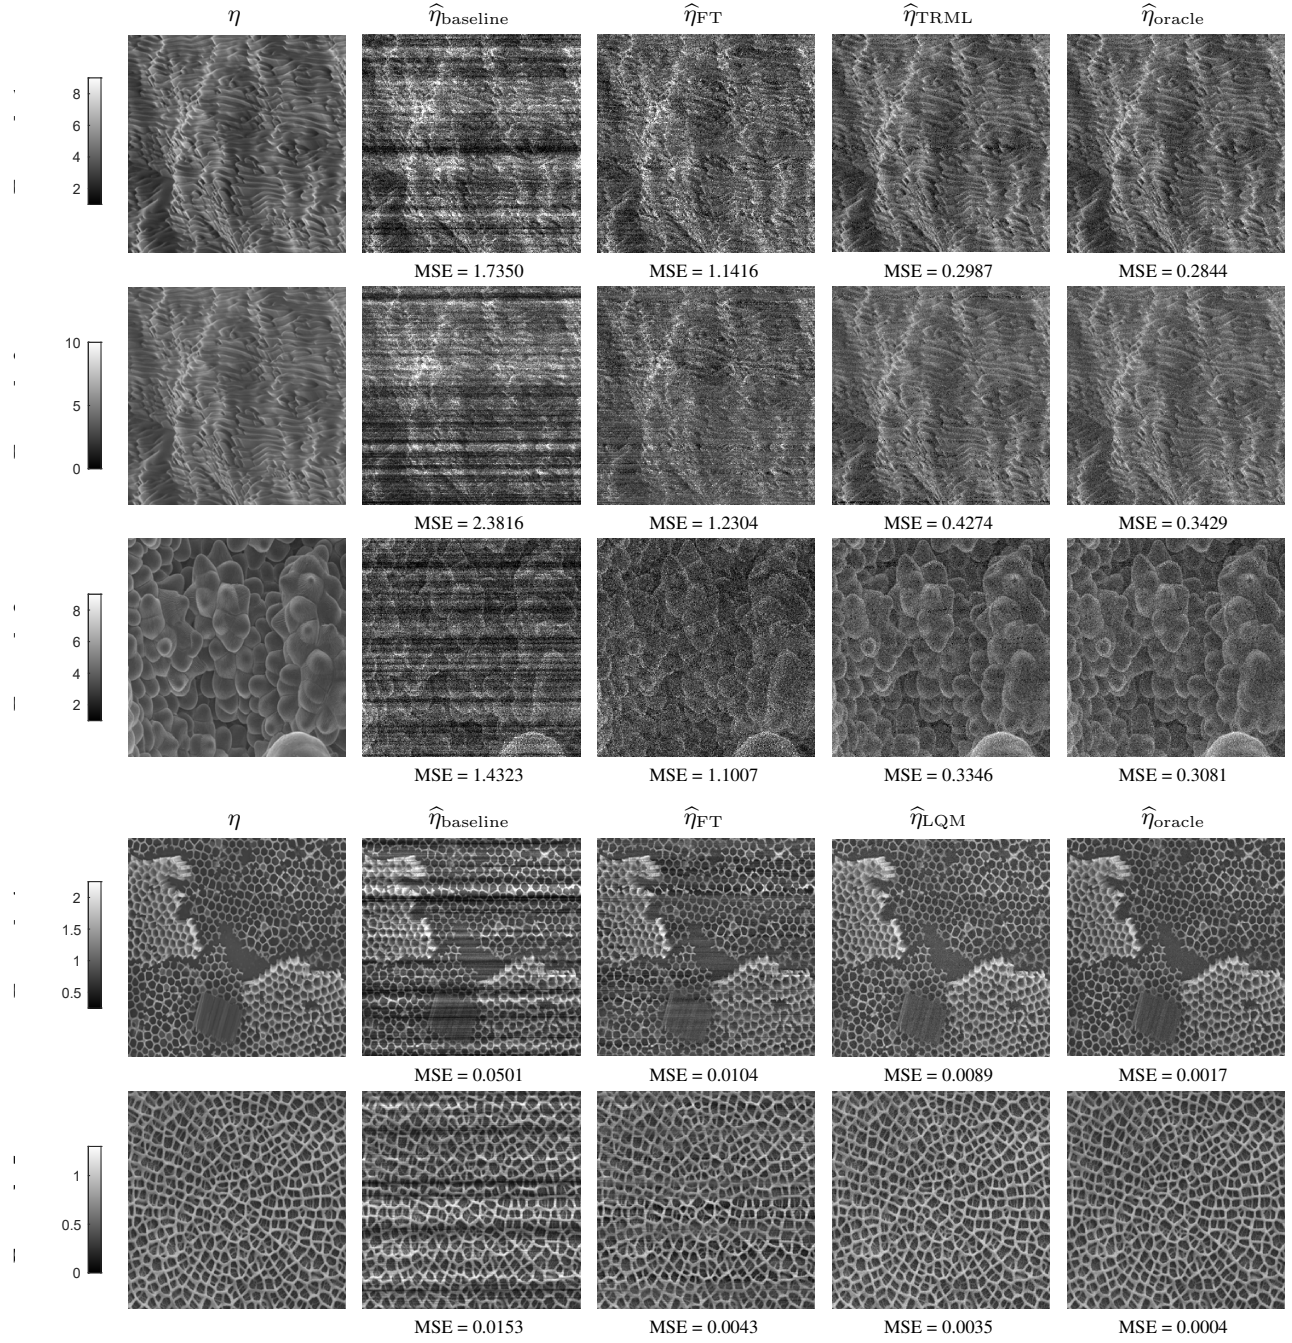 η η̂baseline η̂FT η̂TRML η̂oracle
8
6
4
2
MSE = 1.7350 MSE = 1.1416 MSE = 0.2987 MSE = 0.2844
10
5
0
MSE = 2.3816 MSE = 1.2304 MSE = 0.4274 MSE = 0.3429
8
6
4
2
MSE = 1.4323 MSE = 1.1007 MSE = 0.3346 MSE = 0.3081
η η̂baseline η̂FT η̂LQM η̂oracle
2
1.5
1
0.5
MSE = 0.0501 MSE = 0.0104 MSE = 0.0089 MSE = 0.0017
1
0.5
0
MSE = 0.0153 MSE = 0.0043 MSE = 0.0035 MSE = 0.0004